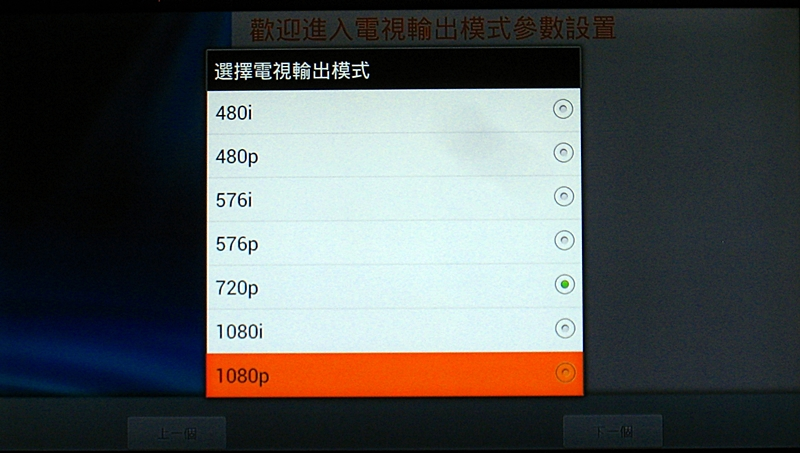 歡迎進入電視輸出模式參數設置
選擇電視輸出模式
480i
480p
576i
576p
720p
1080i
1080p
上一個
下一個